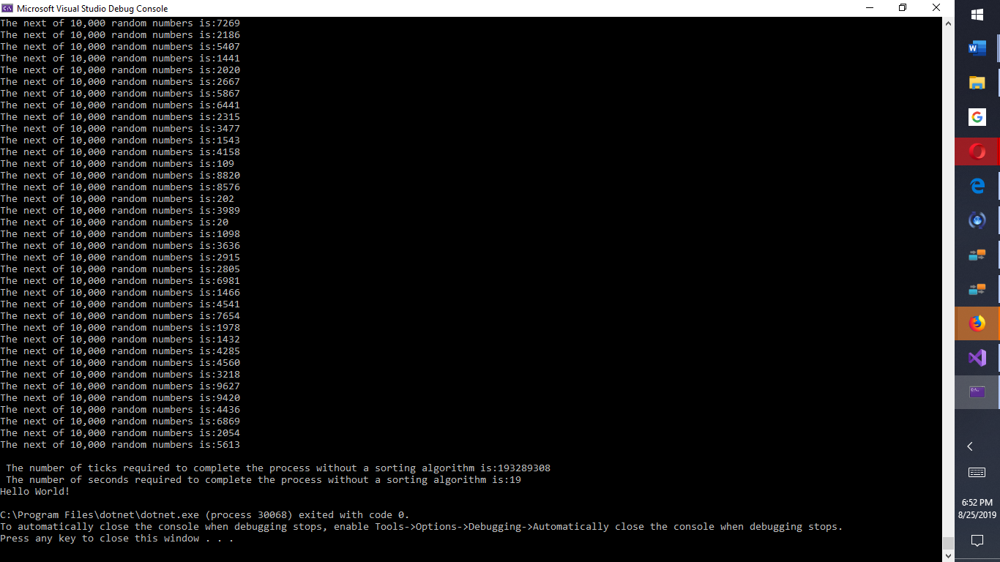 Microsoft Visual Studio Debug Console
The next of 10,000 random numbers is:7269
The next of 10,000 random numbers is:2186
The next of 10,000 random numbers is:5407
The next of 10,000 random numbers is:1441
The next of 10,000 random numbers is:2020
The next of 10,000 random numbers is:2667
The next of 10,000 random numbers is:5867
The next of 10,000 random numbers is:6441
The next of 10,000 random numbers is:2315
The next of 10,000 random numbers is:3477
The next of 10,000 random numbers is:1543
The next of 10,000 random numbers is:4158
The next of 10,000 random numbers is:109
The next of 10,000 random numbers is:8820
The next of 10,000 random numbers is:8576
The next of 10,000 random numbers is:202
The next of 10,000 random numbers is:3989
The next of 10,000 random numbers is:20
The next of 10,000 random numbers is:1098
The next of 10,000 random numbers is:3636
The next of 10,000 random numbers is:2915
The next of 10,000 random numbers is:2805
The next of 10,000 random numbers is:6981
The next of 10,000 random numbers is:1466
The next of 10,000 random numbers is:4541
The next of 10,000 random numbers is:7654
The next of 10,000 random numbers is:1978
The next of 10,000 random numbers is:1432
The next of 10,000 random numbers is:4285
The next of 10,000 random numbers is:4560
The next of 10,000 random numbers is:3218
The next of 10,000 random numbers is:9627
The next of 10,000 random numbers is:9420
The next of 10,000 random numbers is:4436
The next of 10,000 random numbers is:6869
The next of 10,000 random numbers is:2054
The next of 10,000 random numbers is:5613
The number of ticks required to complete the process without a sorting algorithm is:193289308
The number of seconds required to complete the process without a sorting algorithm is:19
Hello World!
C:\Program Files\dotnet\dotnet.exe (process 30068) exited with code 0.
To automatically close the console when debugging stops, enable Tools->Options->Debugging->Automatically close the console when debugging stops.
Press any key to close this window . . .
6:52 PM
8/25/2019